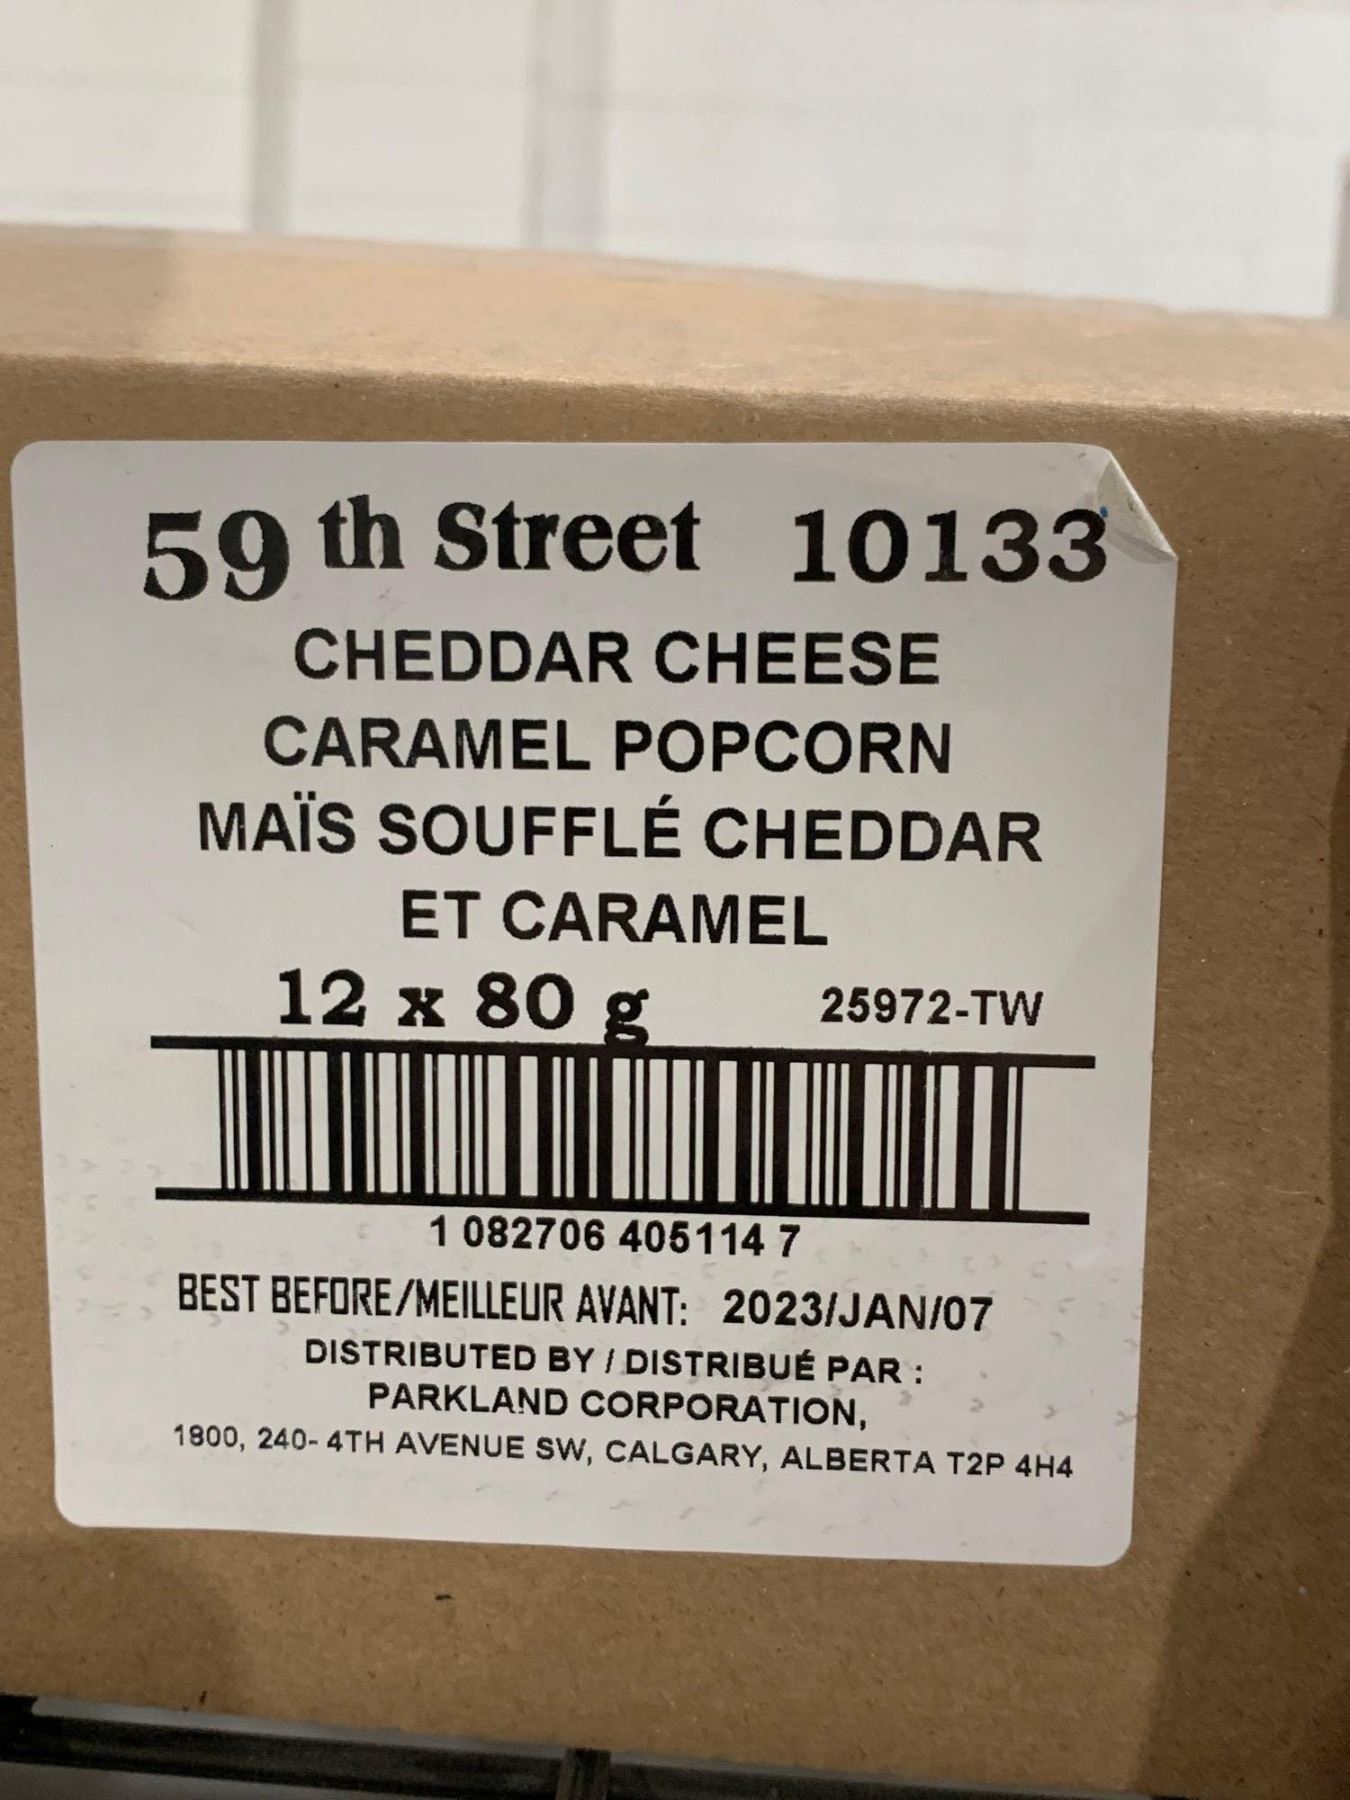 59 th Street 10133
CHEDDAR CHEESE
CARAMEL POPCORN
MAÏS SOUFFLÉ CHEDDAR
ET CARAMEL
12 x 80 g 25972-TW
1 082706 405114 7
BEST BEFORE/MEILLEUR AVANT: 2023/JAN/07
DISTRIBUTED BY / DISTRIBUÉ PAR :
PARKLAND CORPORATION,
1800, 240- 4TH AVENUE SW, CALGARY, ALBERTA T2P 4H4